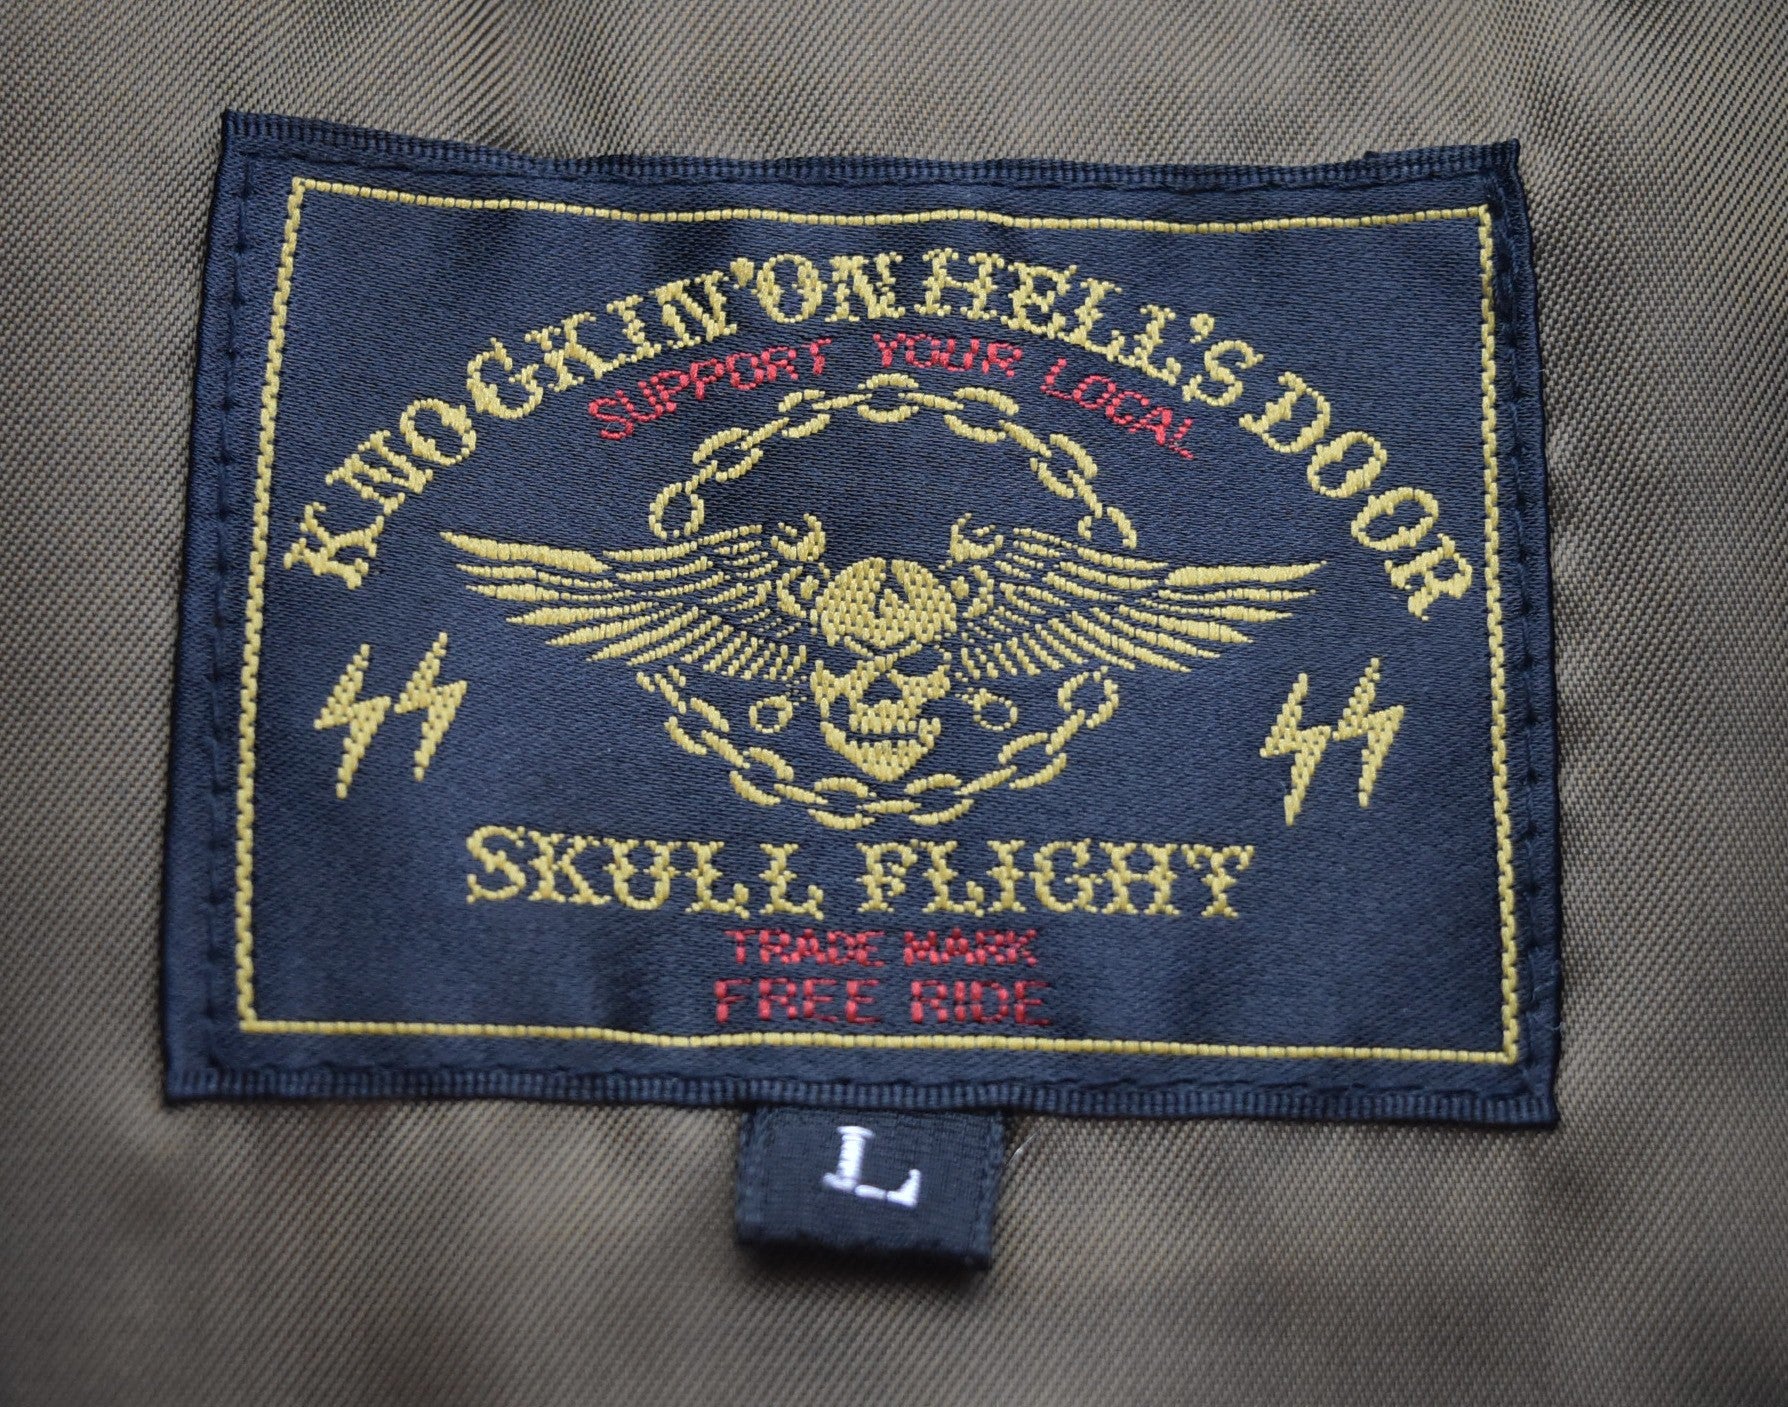 KNOCKIN'ON HELL'S DOOR
SUPPORT YOUR LOCAL
SKULL FLIGHT
TRADE MARK
FREE RIDE
L